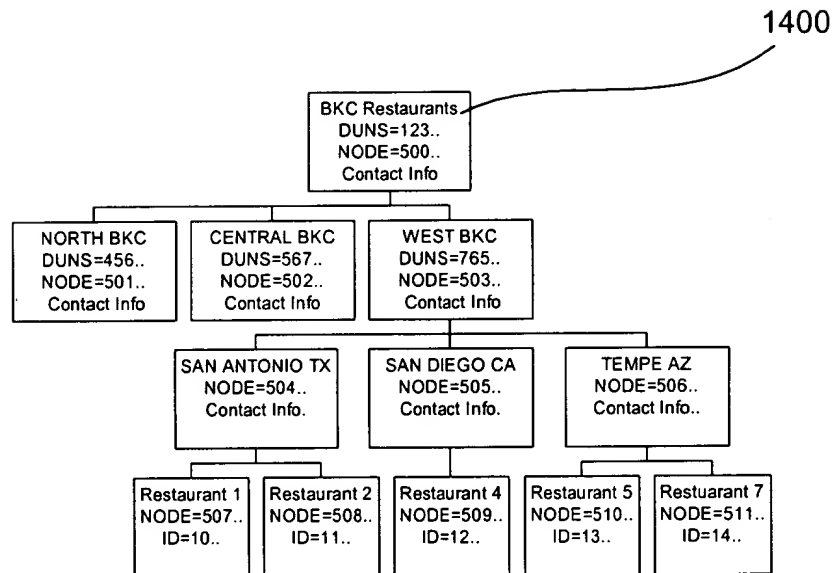 1400
BKC Restaurants
DUNS=123..
NODE=500..
Contact Info
NORTH BKC
DUNS=456..
NODE=501..
Contact Info
CENTRAL BKC
DUNS=567..
NODE=502..
Contact Info
WEST BKC
DUNS=765..
NODE=503..
Contact Info
SAN ANTONIO TX
NODE=504..
Contact Info.
SAN DIEGO CA
NODE=505..
Contact Info.
TEMPE AZ
NODE=506..
Contact Info..
Restaurant 1
NODE=507..
ID=10..
Restaurant 2
NODE=508..
ID=11..
Restaurant 4
NODE=509..
ID=12..
Restaurant 5
NODE=510..
ID=13..
Restuarant 7
NODE=511..
ID=14..